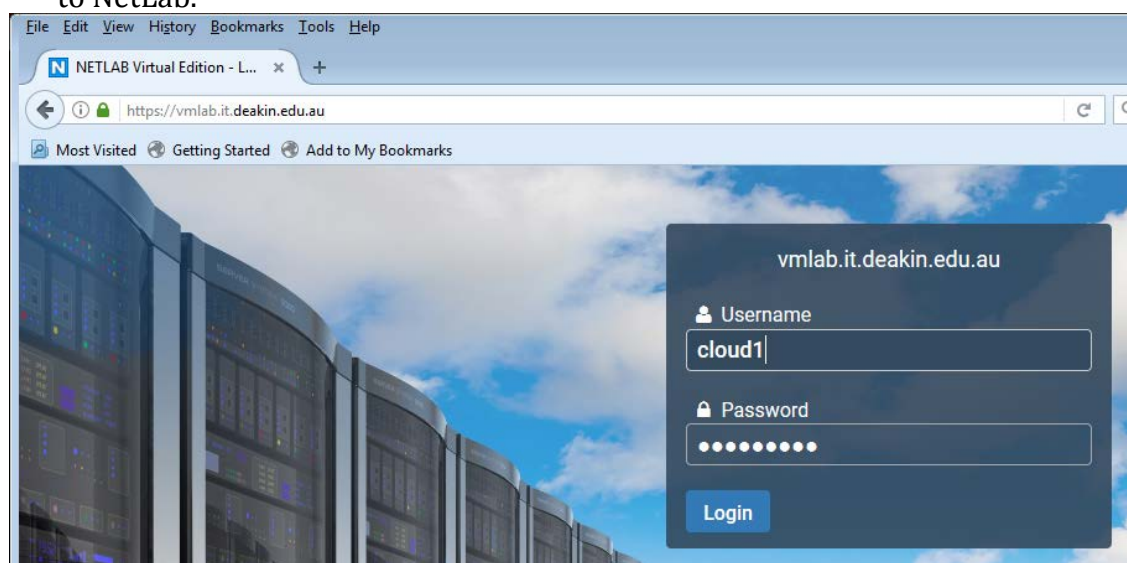 to NetLab.
File Edit View History Bookmarks Tools Help
NETLAB Virtual Edition - L... × +
https://vmlab.it.deakin.edu.au
Most Visited Getting Started Add to My Bookmarks
vmlab.it.deakin.edu.au
Username
cloud1
Password
●●●●●●●●●
Login